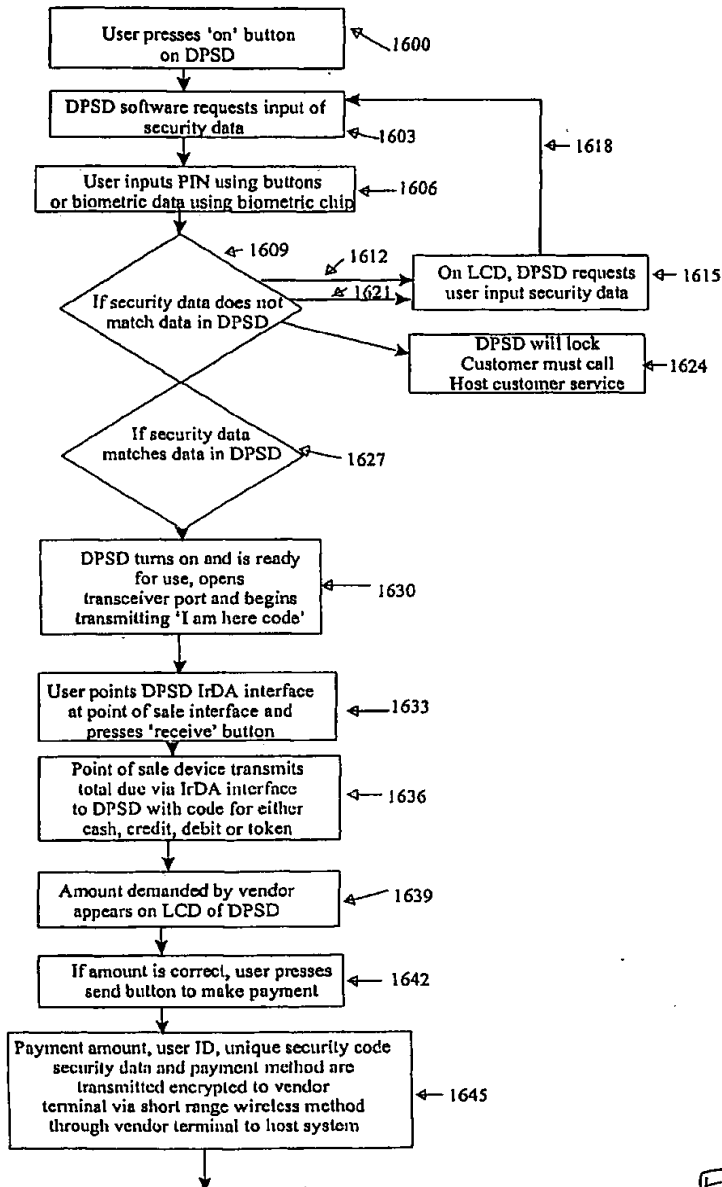 User presses 'on' button
on DPSD
1600
DPSD software requests input of
security data
1603
1618
User inputs PIN using buttons
or biometric data using biometric chip
1606
1609
1612
1621
If security data does not
match data in DPSD
On LCD, DPSD requests
user input security data
1615
DPSD will lock
Customer must call
Host customer service
1624
If security data
matches data in DPSD
1627
DPSD turns on and is ready
for use, opens
transceiver port and begins
transmitting 'I am here code'
1630
User points DPSD IrDA interface
at point of sale interface and
presses 'receive' button
1633
Point of sale device transmits
total due via IrDA interface
to DPSD with code for either
cash, credit, debit or token
1636
Amount demanded by vendor
appears on LCD of DPSD
1639
If amount is correct, user presses
send button to make payment
1642
Payment amount, user ID, unique security code
security data and payment method are
transmitted encrypted to vendor
terminal via short range wireless method
through vendor terminal to host system
1645